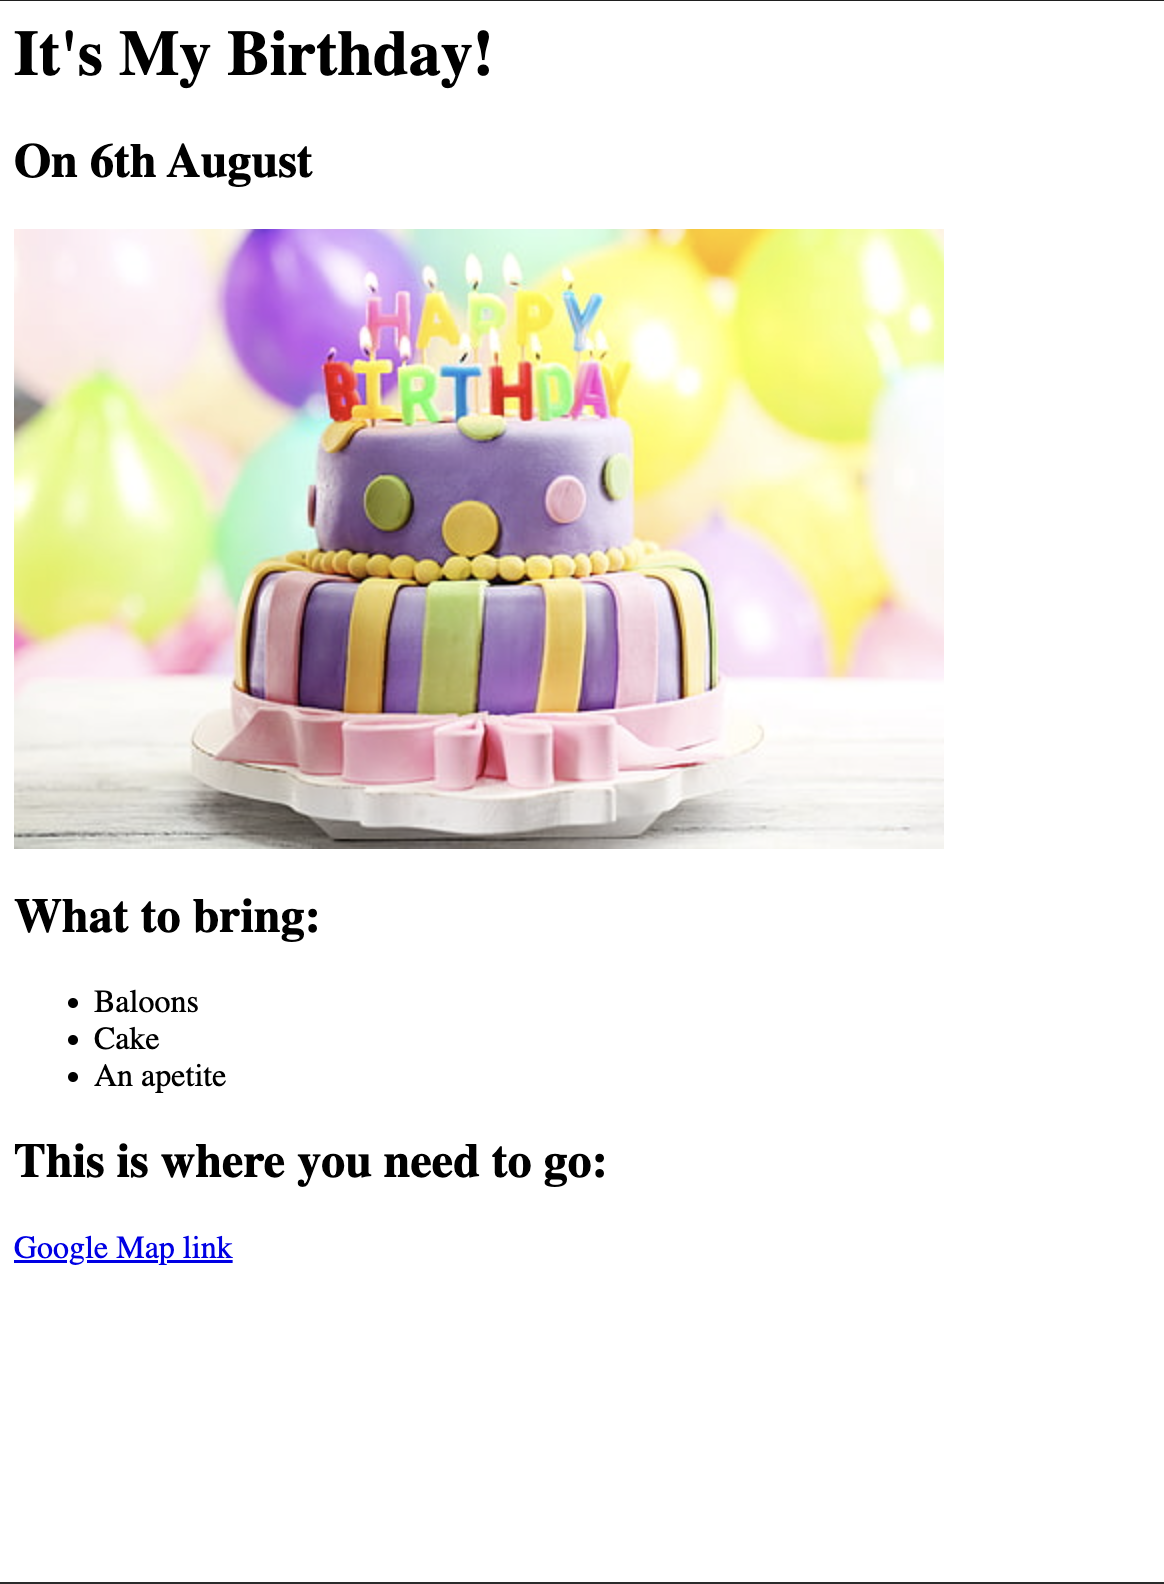 It's My Birthday!
On 6th August
HAPPY
BIRTHDAY
What to bring:
Baloons
Cake
An apetite
This is where you need to go:
Google Map link